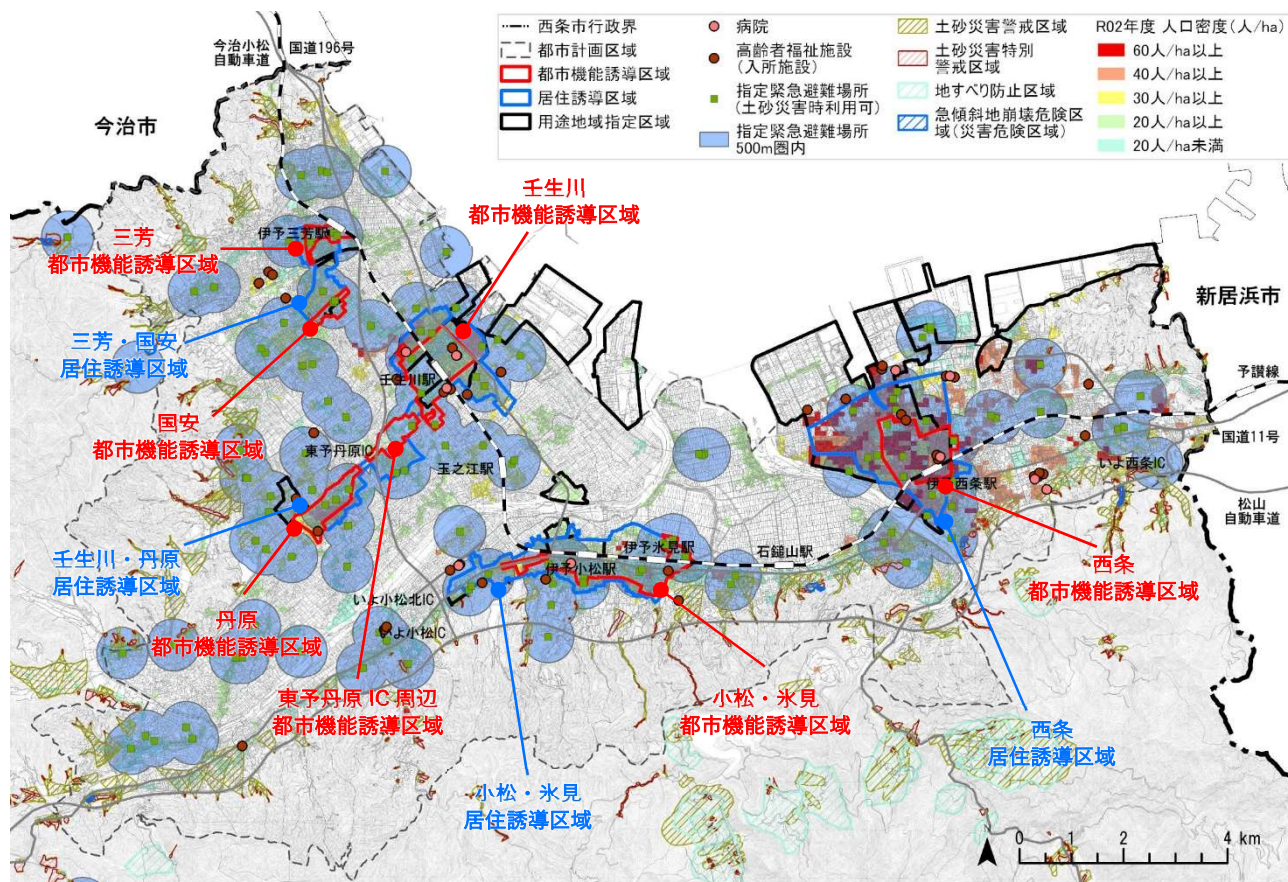 西条市行政界
都市計画区域
都市機能誘導区域
居住誘導区域
用途地域指定区域
病院
高齢者福祉施設
(入所施設)
指定緊急避難場所
(土砂災害時利用可)
指定緊急避難場所
500m圏内
土砂災害警戒区域
土砂災害特別
警戒区域
地すべり防止区域
急傾斜地崩壊危険区
域(災害危険区域)
R02年度 人口密度(人/ha)
60人/ha以上
40人/ha以上
30人/ha以上
20人/ha以上
20人/ha未満
今治小松
自動車道
国道196号
今治市
壬生川
都市機能誘導区域
三芳
都市機能誘導区域
伊予三芳駅
新居浜市
三芳・国安
居住誘導区域
壬生川駅
予讃線
国安
都市機能誘導区域
国道11号
東予丹原IC
玉之江駅
いよ西条IC
伊予西条駅
松山
自動車道
壬生川・丹原
居住誘導区域
伊予氷見駅
石鎚山駅
伊予小松駅
西条
都市機能誘導区域
いよ小松北IC
丹原
都市機能誘導区域
いよ小松IC
東予丹原IC周辺
都市機能誘導区域
小松・氷見
都市機能誘導区域
西条
居住誘導区域
小松・氷見
居住誘導区域
0 1 2 4 km